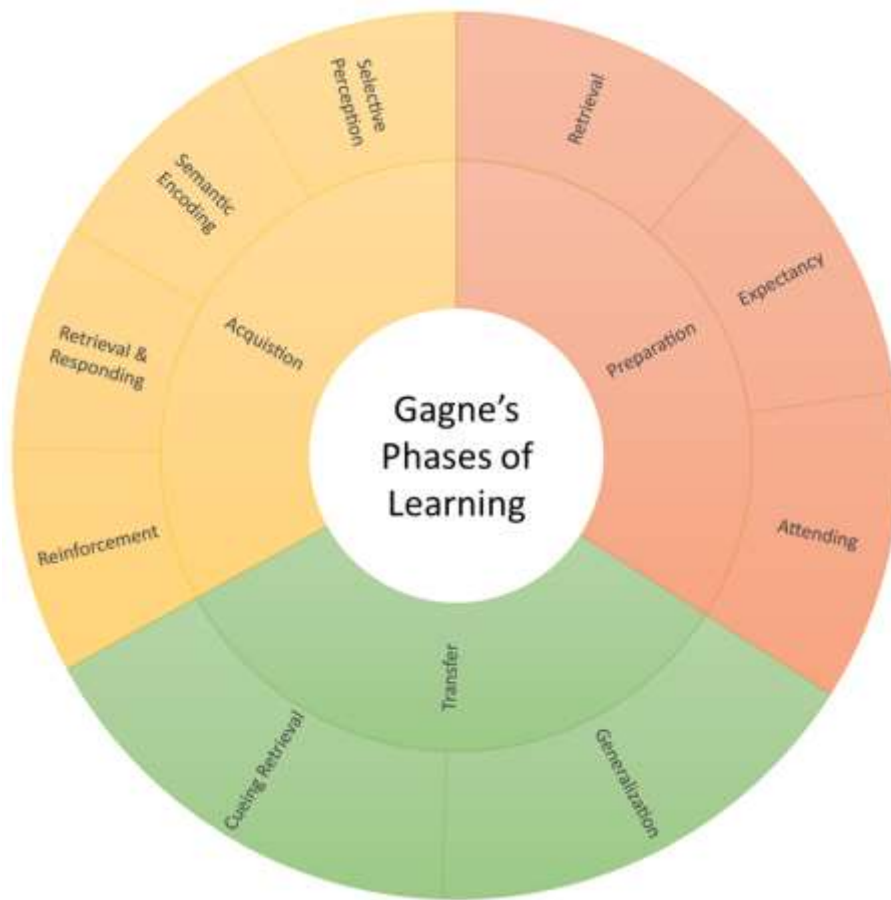 Gagne's
Phases of
Learning
Preparation
Retrieval
Expectancy
Attending
Transfer
Generalization
Cueing Retrieval
Acquistion
Reinforcement
Retrieval &
Responding
Semantic
Encoding
Selective
Perception